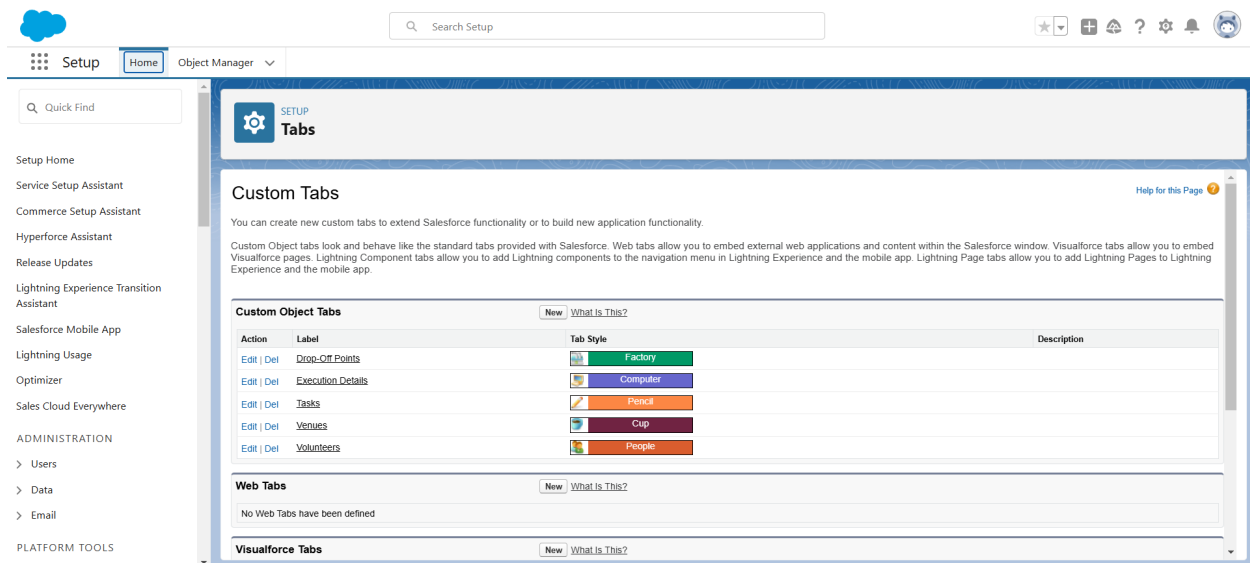 Search Setup
Setup
Home
Object Manager
Quick Find
Setup Home
Service Setup Assistant
Commerce Setup Assistant
Hyperforce Assistant
Release Updates
Lightning Experience Transition
Assistant
Salesforce Mobile App
Lightning Usage
Optimizer
Sales Cloud Everywhere
ADMINISTRATION
Users
Data
Email
PLATFORM TOOLS
SETUP
Tabs
Custom Tabs
Help for this Page
You can create new custom tabs to extend Salesforce functionality or to build new application functionality.
Custom Object tabs look and behave like the standard tabs provided with Salesforce. Web tabs allow you to embed external web applications and content within the Salesforce window. Visualforce tabs allow you to embed
Visualforce pages. Lightning Component tabs allow you to add Lightning components to the navigation menu in Lightning Experience and the mobile app. Lightning Page tabs allow you to add Lightning Pages to Lightning
Experience and the mobile app.
Custom Object Tabs New What Is This?
Action Label Tab Style Description
Edit | Del Drop-Off Points Factory
Edit | Del Execution Details Computer
Edit | Del Tasks Pencil
Edit | Del Venues Cup
Edit | Del Volunteers People
Web Tabs New What Is This?
No Web Tabs have been defined
Visualforce Tabs New What Is This?